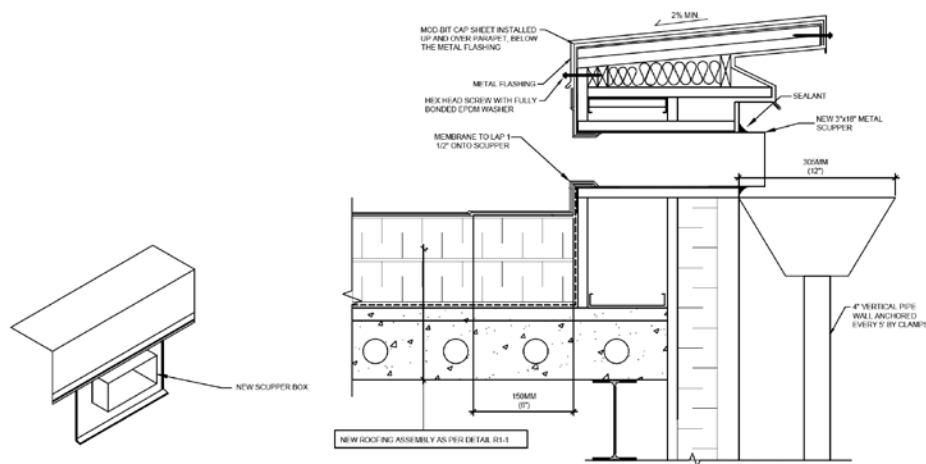 2% MIN.
MOD-BIT CAP SHEET INSTALLED
UP AND OVER PARAPET, BELOW
THE METAL FLASHING
METAL FLASHING
HEX HEAD SCREW WITH FULLY
BONDED EPDM WASHER
SEALANT
NEW 3"x18" METAL
SCUPPER
MEMBRANE TO LAP 1
1/2" ONTO SCUPPER
305MM
(12")
4" VERTICAL PIPE
WALL ANCHORED
EVERY 5' BY CLAMPS
NEW SCUPPER BOX
150MM
(6")
NEW ROOFING ASSEMBLY AS PER DETAIL R1-1